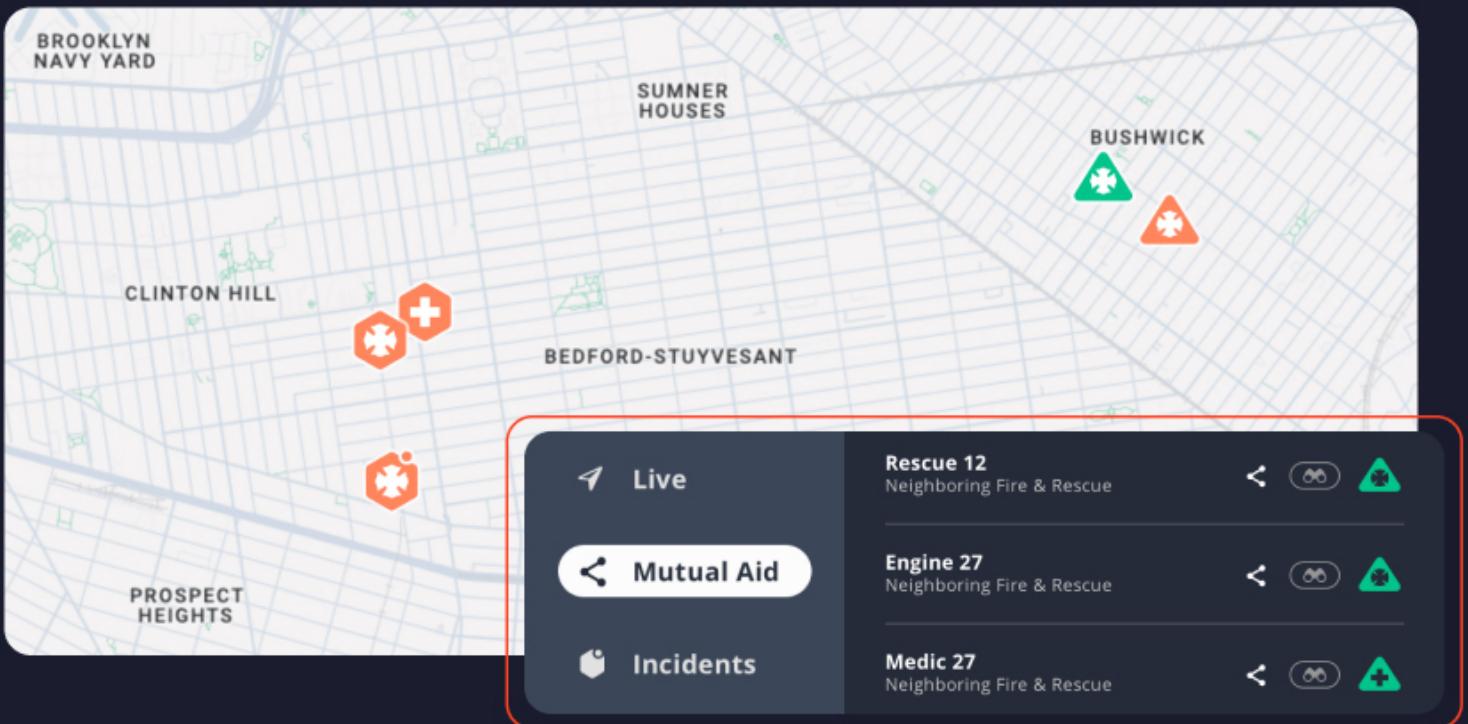 BROOKLYN
NAVY YARD
SUMNER
HOUSES
BUSHWICK
CLINTON HILL
BEDFORD-STUYVESANT
PROSPECT
HEIGHTS
Live
Mutual Aid
Incidents
Rescue 12
Neighboring Fire & Rescue
Engine 27
Neighboring Fire & Rescue
Medic 27
Neighboring Fire & Rescue